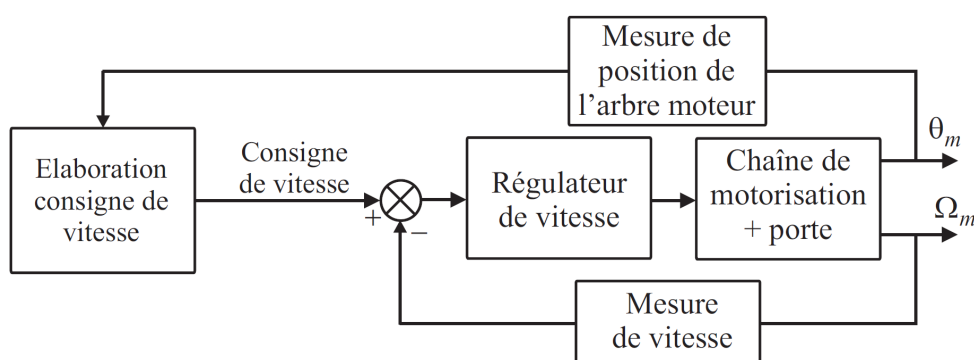 Mesure de
position de
l'arbre moteur
Elaboration
consigne de
vitesse
Consigne
de vitesse
+
−
Régulateur
de vitesse
Chaîne de
motorisation
+ porte
θm
Ωm
Mesure
de vitesse